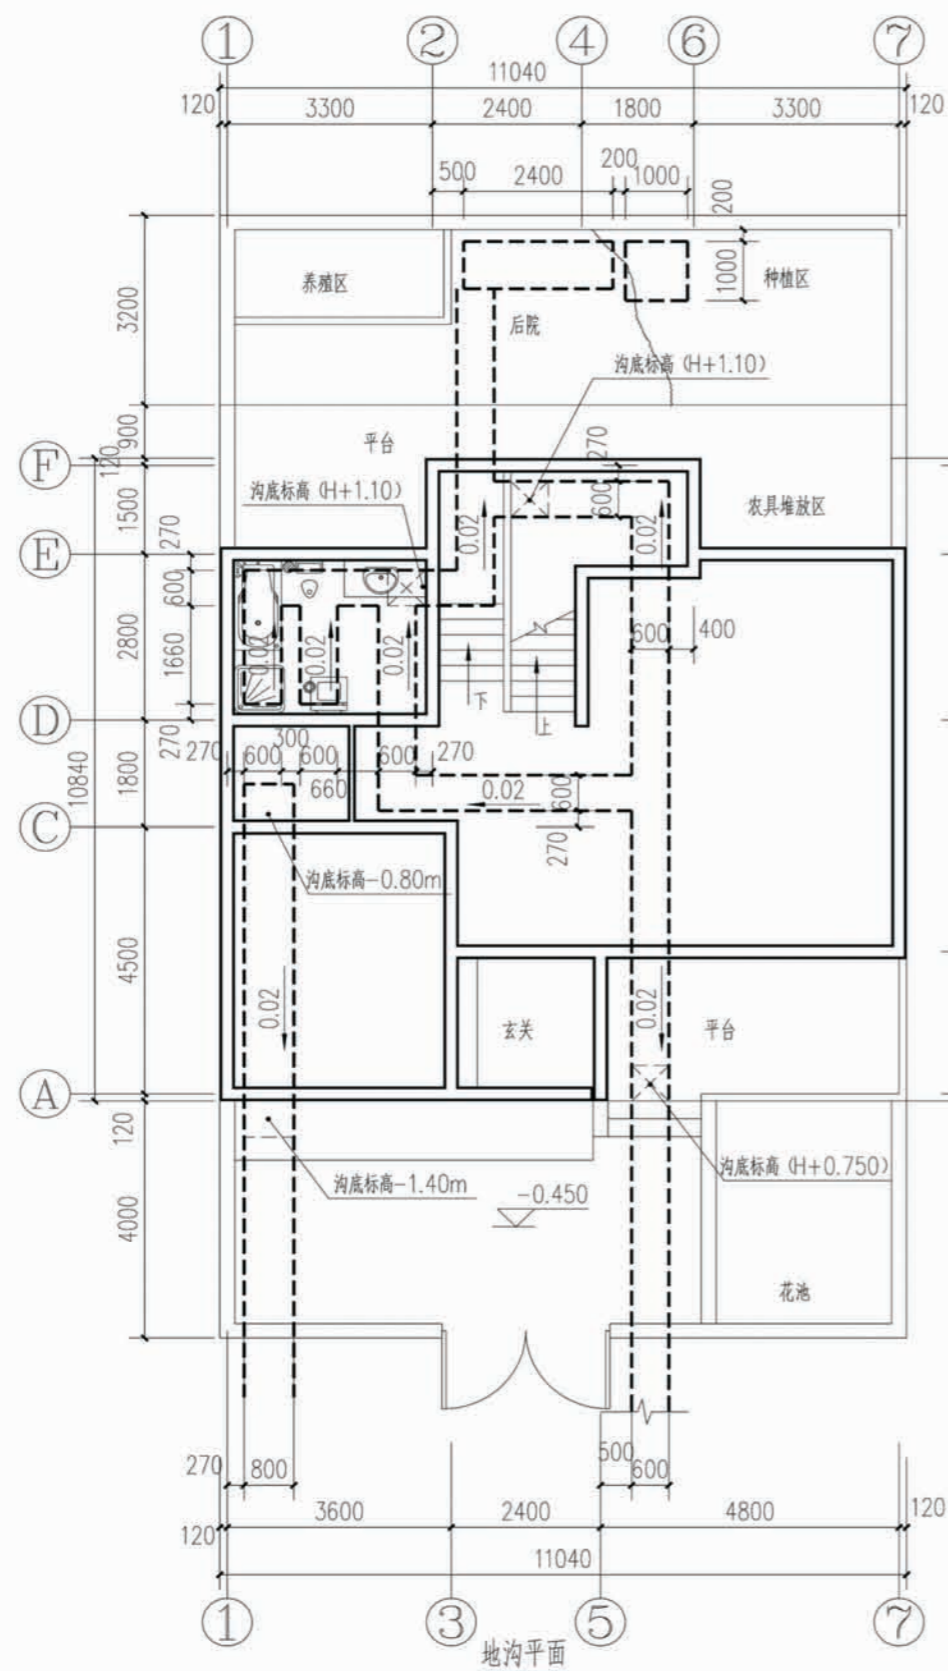 ① ② ④ ⑥ ⑦
11040
120 3300 2400 1800 3300 120
500 2400 200 1000 200
养殖区
种植区
1000
3200
后院
沟底标高 (H+1.10)
900
平台
270
F
120
沟底标高 (H+1.10)
600
农具堆放区
1500
270
0.02
0.02
E
600
2800
1660
0.02 0.02 0.02
600 400
下 上
D
270
270 600 300 600 660 600 270
0.02
600
10840
1800
C
270
沟底标高-0.80m
4500
0.02
玄关
0.02
平台
A
120
沟底标高-1.40m
-0.450
沟底标高 (H+0.750)
4000
花池
270 800
500 600
120 3600 2400 4800 120
11040
① ③ ⑤ ⑦
地沟平面